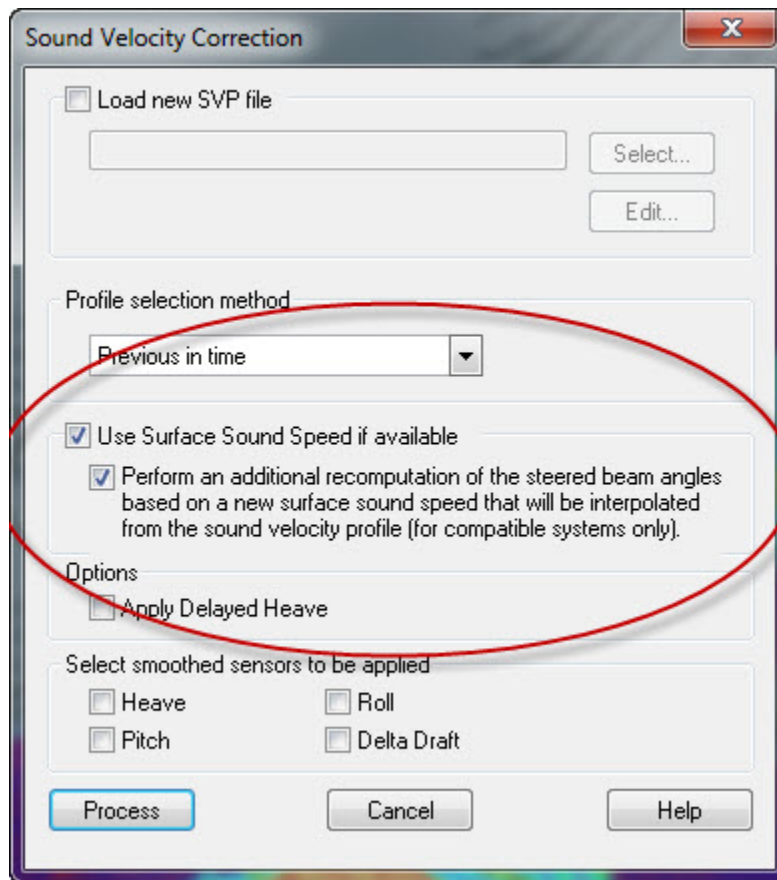 Sound Velocity Correction
Load new SVP file
Select...
Edit...
Profile selection method
Previous in time
Use Surface Sound Speed if available
Perform an additional recomputation of the steered beam angles
based on a new surface sound speed that will be interpolated
from the sound velocity profile (for compatible systems only).
Options
Apply Delayed Heave
Select smoothed sensors to be applied
Heave
Roll
Pitch
Delta Draft
Process
Cancel
Help